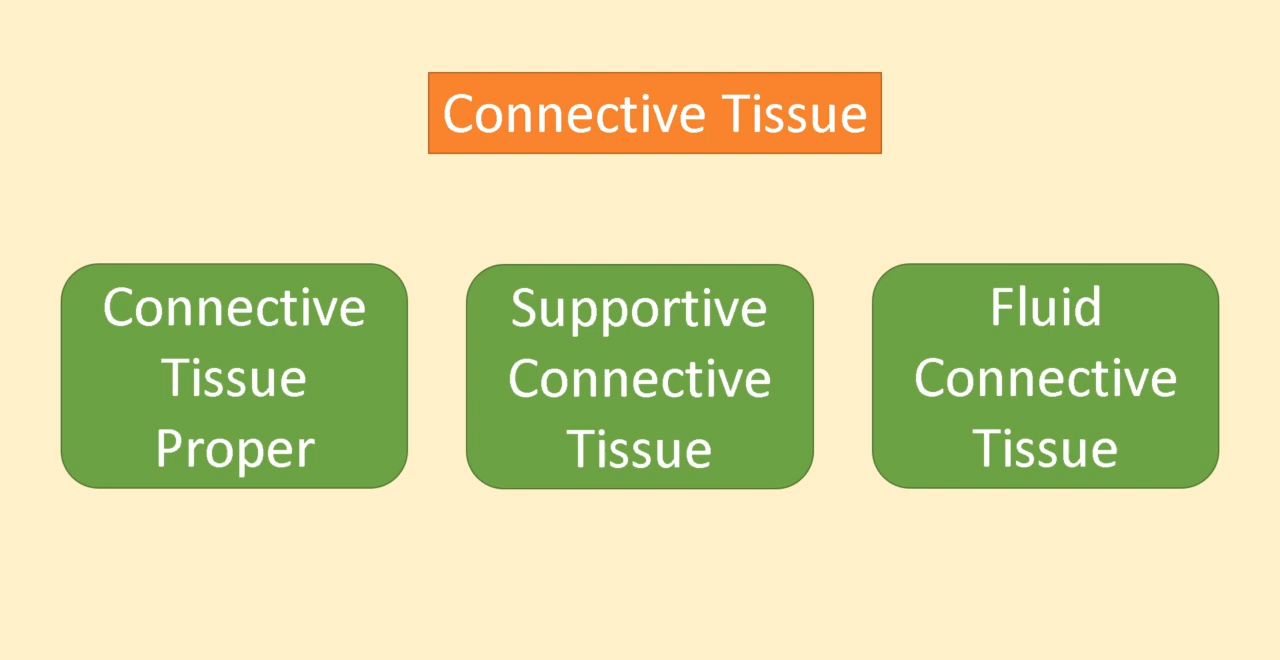 Connective Tissue
Connective
Tissue
Proper
Supportive
Connective
Tissue
Fluid
Connective
Tissue